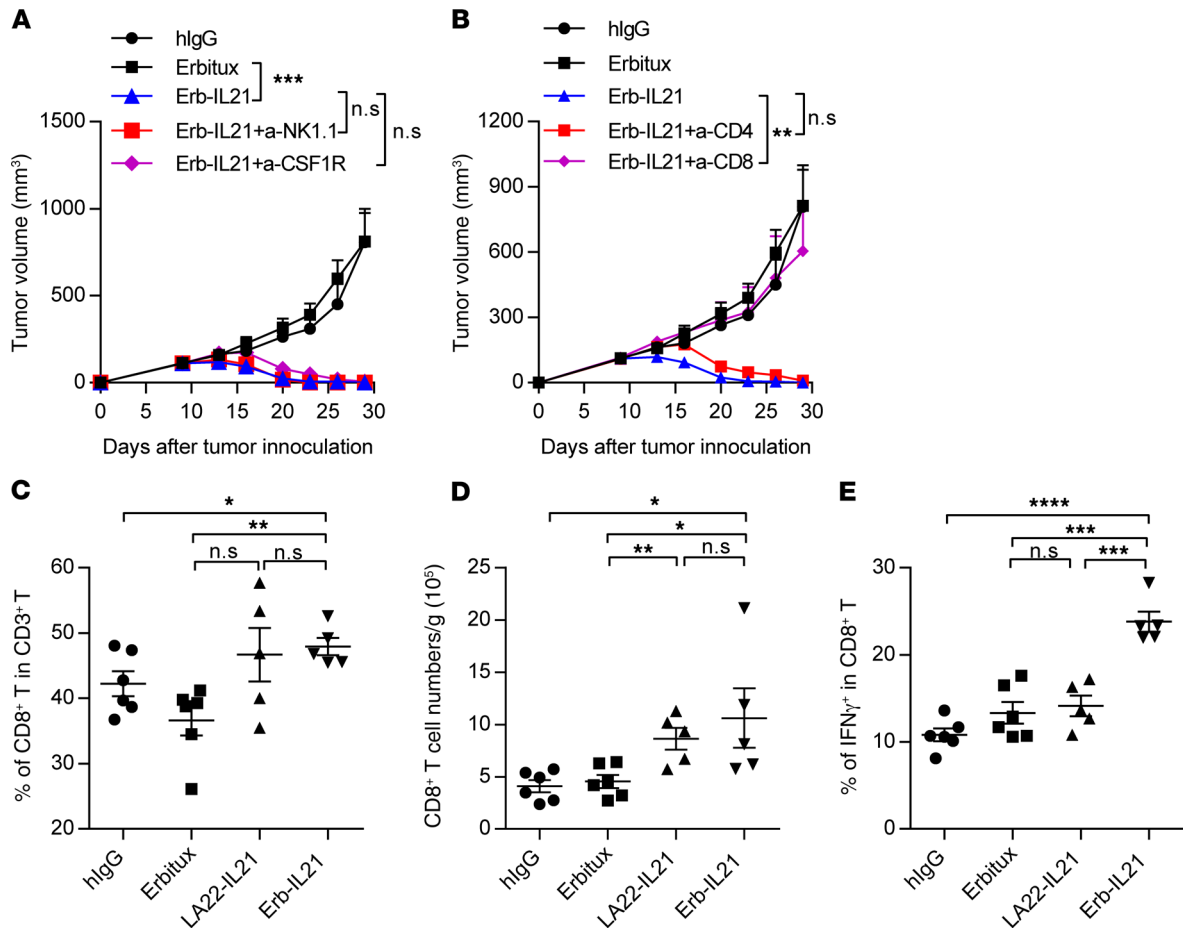 A
hIgG
Erbitux
Erb-IL21
Erb-IL21+a-NK1.1
Erb-IL21+a-CSF1R
***
n.s
n.s
Tumor volume (mm³)
1500
1000
500
0
0 5 10 15 20 25 30
Days after tumor innoculation
B
hIgG
Erbitux
Erb-IL21
Erb-IL21+a-CD4
Erb-IL21+a-CD8
**
n.s
Tumor volume (mm³)
1200
900
600
300
0
0 5 10 15 20 25 30
Days after tumor innoculation
C
*
**
n.s n.s
% of CD8⁺ T in CD3⁺ T
60
50
40
30
20
hIgG
Erbitux
LA22-IL21
Erb-IL21
D
*
*
** n.s
CD8⁺ T cell numbers/g (10⁵)
25
20
15
10
5
0
hIgG
Erbitux
LA22-IL21
Erb-IL21
E
****
***
n.s ***
% of IFNγ⁺ in CD8⁺ T
30
20
10
0
hIgG
Erbitux
LA22-IL21
Erb-IL21